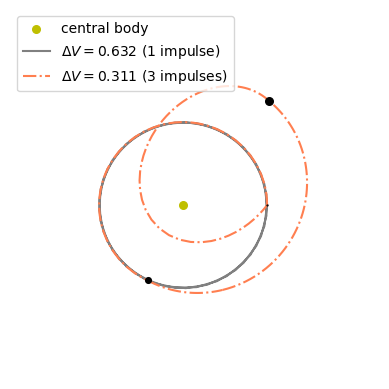 central body
ΔV = 0.632 (1 impulse)
ΔV = 0.311 (3 impulses)